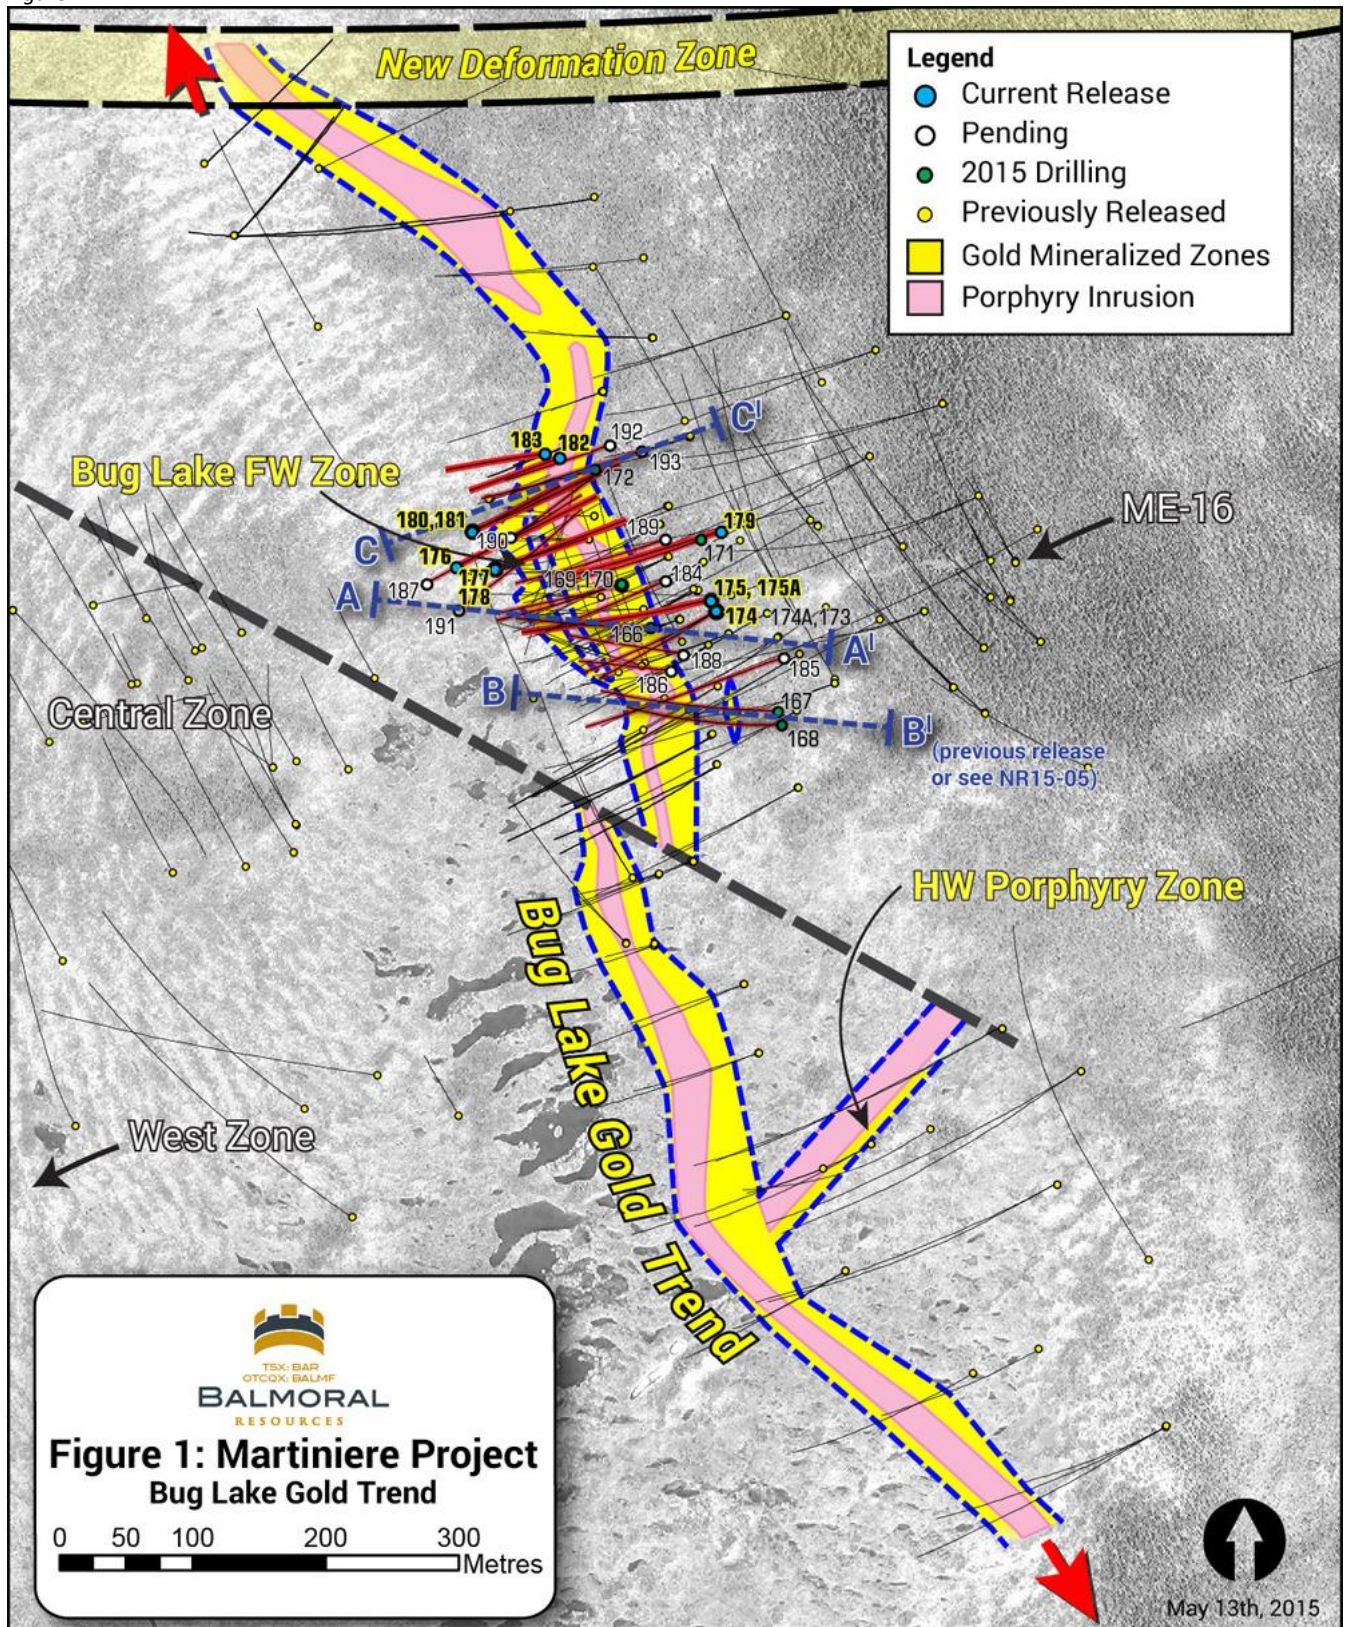 New Deformation Zone
Legend
Current Release
Pending
2015 Drilling
Previously Released
Gold Mineralized Zones
Porphyry Inrusion
C'
183
182
192
193
172
Bug Lake FW Zone
180,181
190
189
179
171
ME-16
C
176
177
178
187
169-170
184
175, 175A
174
174A,173
A
191
166
188
185
A'
186
B
167
168
B'
(previous release
or see NR15-05)
Central Zone
HW Porphyry Zone
Bug Lake Gold Trend
West Zone
TSX: BAR
OTCQX: BALMF
BALMORAL
RESOURCES
Figure 1: Martiniere Project
Bug Lake Gold Trend
0 50 100 200 300
Metres
May 13th, 2015